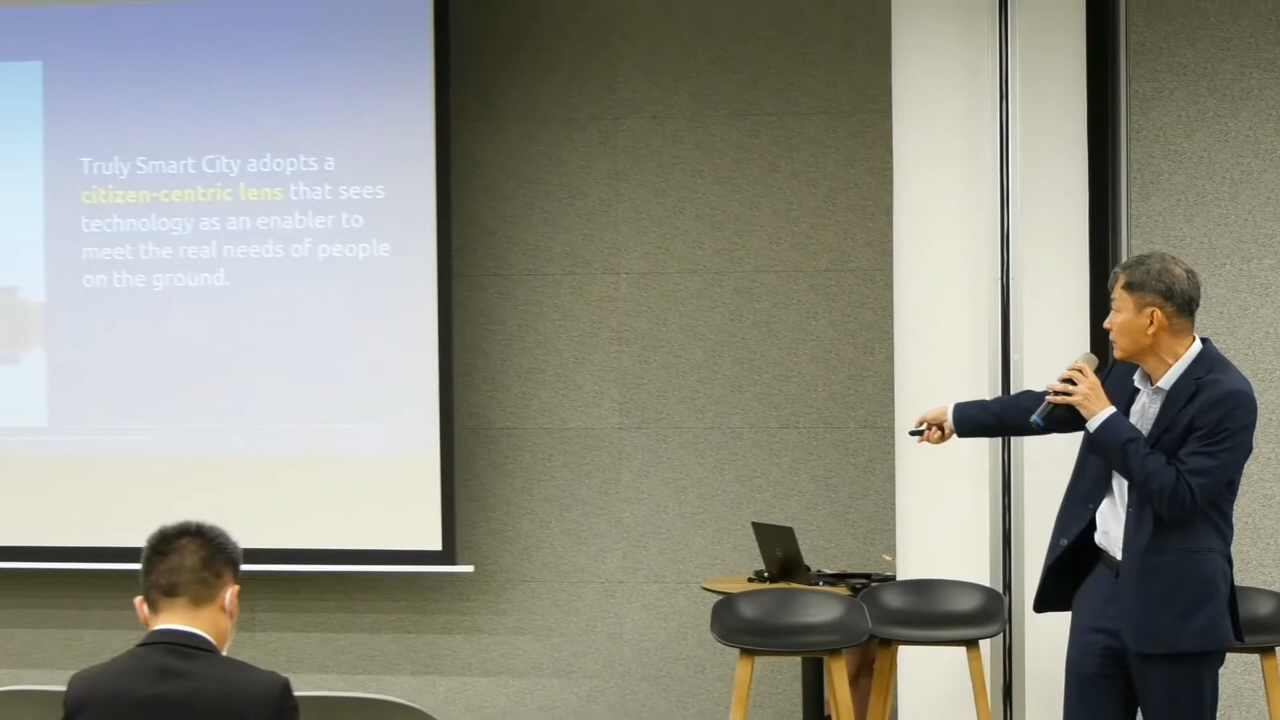 Truly Smart City adopts a
citizen-centric lens that sees
technology as an enabler to
meet the real needs of people
on the ground.